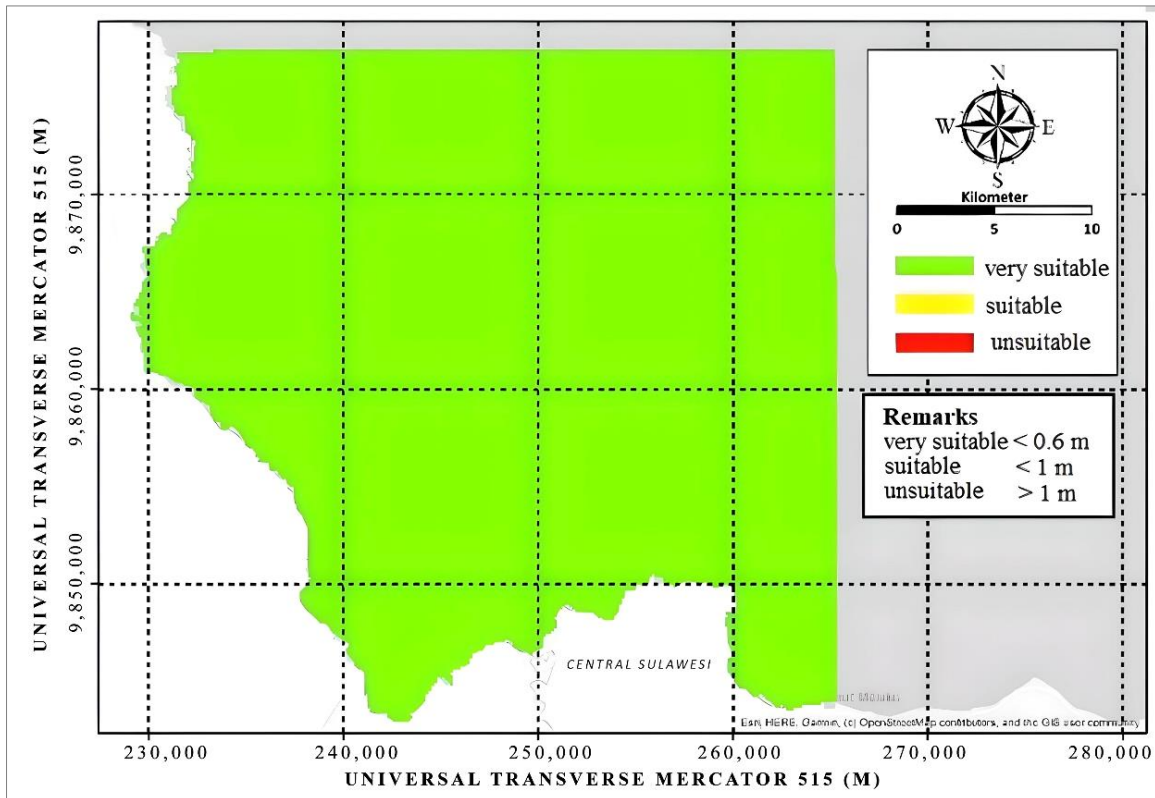 UNIVERSAL TRANSVERSE MERCATOR 515 (M)
9,870,000
9,860,000
9,850,000
N
W E
S
Kilometer
0 5 10
very suitable
suitable
unsuitable
Remarks
very suitable < 0.6 m
suitable < 1 m
unsuitable > 1 m
CENTRAL SULAWESI
Esri, HERE, Garmin, (c) OpenStreetMap contributors, and the GIS user community
230,000 240,000 250,000 260,000 270,000 280,000
UNIVERSAL TRANSVERSE MERCATOR 515 (M)